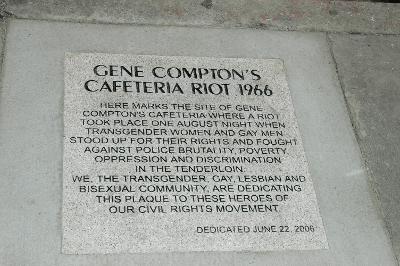 GENE COMPTON'S
CAFETERIA RIOT 1966
HERE MARKS THE SITE OF GENE
COMPTON'S CAFETERIA WHERE A RIOT
TOOK PLACE ONE AUGUST NIGHT WHEN
TRANSGENDER WOMEN AND GAY MEN
STOOD UP FOR THEIR RIGHTS AND FOUGHT
AGAINST POLICE BRUTALITY, POVERTY,
OPPRESSION AND DISCRIMINATION
IN THE TENDERLOIN:
WE, THE TRANSGENDER, GAY, LESBIAN AND
BISEXUAL COMMUNITY, ARE DEDICATING
THIS PLAQUE TO THESE HEROES OF
OUR CIVIL RIGHTS MOVEMENT.
DEDICATED JUNE 22, 2006